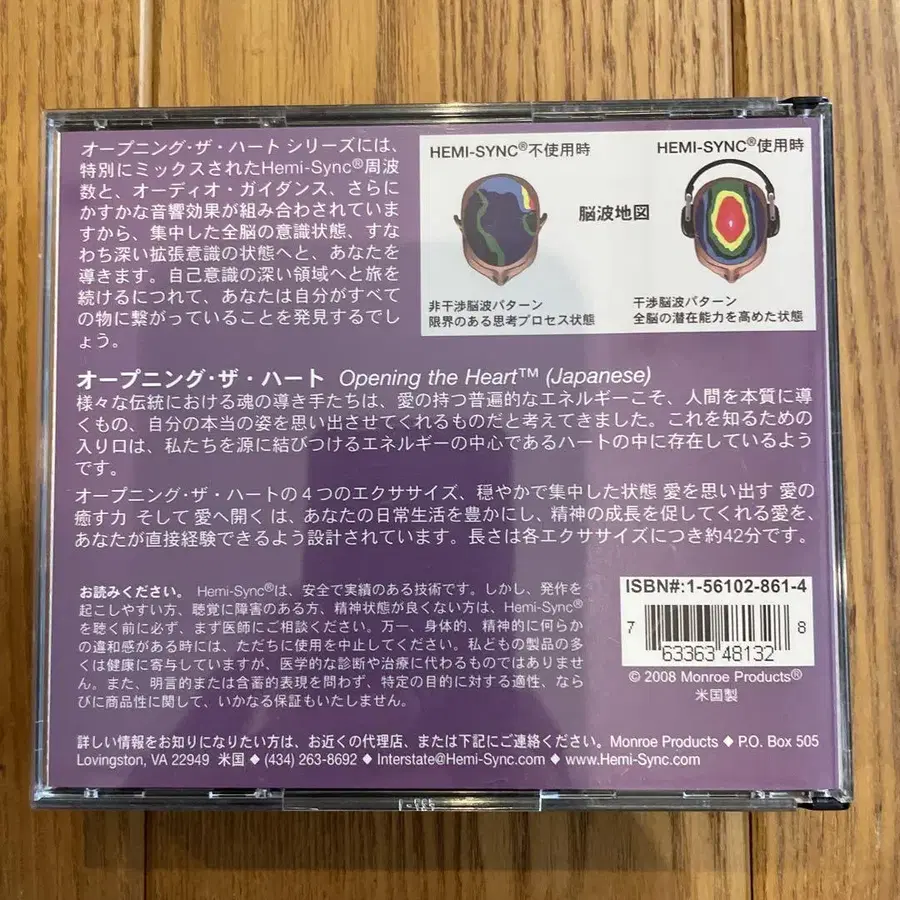 オープニング・ザ・ハート シリーズには、
特別にミックスされたHemi-Sync®周波
数と、オーディオ・ガイダンス、さらに
かすかな音響効果が組み合わされていま
すから、集中した全脳の意識状態、すな
わち深い拡張意識の状態へと、あなたを
導きます。自己意識の深い領域へと旅を
続けるにつれて、あなたは自分がすべて
の物に繋がっていることを発見するでし
ょう。
HEMI-SYNC®不使用時
HEMI-SYNC®使用時
脳波地図
非干渉脳波パターン
限界のある思考プロセス状態
干渉脳波パターン
全脳の潜在能力を高めた状態
オープニング・ザ・ハート Opening the Heart™ (Japanese)
様々な伝統における魂の導き手たちは、愛の持つ普遍的なエネルギーこそ、人間を本質に導
くもの、自分の本当の姿を思い出させてくれるものだと考えてきました。これを知るための
入り口は、私たちを源に結びつけるエネルギーの中心であるハートの中に存在しているよう
です。
オープニング・ザ・ハートの４つのエクササイズ、穏やかで集中した状態 愛を思い出す 愛の
癒す力 そして 愛へ開く は、あなたの日常生活を豊かにし、精神の成長を促してくれる愛を、
あなたが直接経験できるよう設計されています。長さは各エクササイズにつき約42分です。
お読みください。 Hemi-Sync®は、安全で実績のある技術です。しかし、発作を
起こしやすい方、聴覚に障害のある方、精神状態が良くない方は、Hemi-Sync®
を聴く前に必ず、まず医師にご相談ください。万一、身体的、精神的に何らか
の違和感がある時には、ただちに使用を中止してください。私どもの製品の多
くは健康に寄与していますが、医学的な診断や治療に代わるものではありませ
ん。また、明言的または含蓄的表現を問わず、特定の目的に対する適性、なら
びに商品性に関して、いかなる保証もいたしません。
ISBN#:1-56102-861-4
7 63363 48132 8
© 2008 Monroe Products®
米国製
詳しい情報をお知りになりたい方は、お近くの代理店、または下記にご連絡ください。Monroe Products ◆ P.O. Box 505
Lovingston, VA 22949 米国 ◆ (434) 263-8692 ◆ Interstate@Hemi-Sync.com ◆ www.Hemi-Sync.com